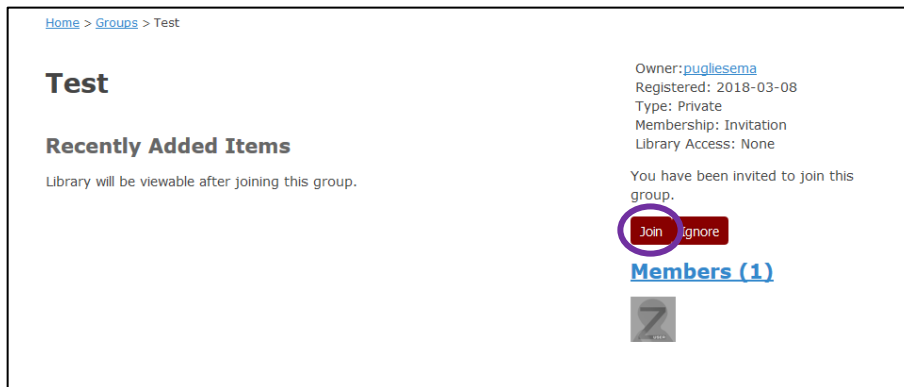 Home > Groups > Test
Test
Recently Added Items
Library will be viewable after joining this group.
Owner:pugliesema
Registered: 2018-03-08
Type: Private
Membership: Invitation
Library Access: None
You have been invited to join this
group.
Join Ignore
Members (1)
Z